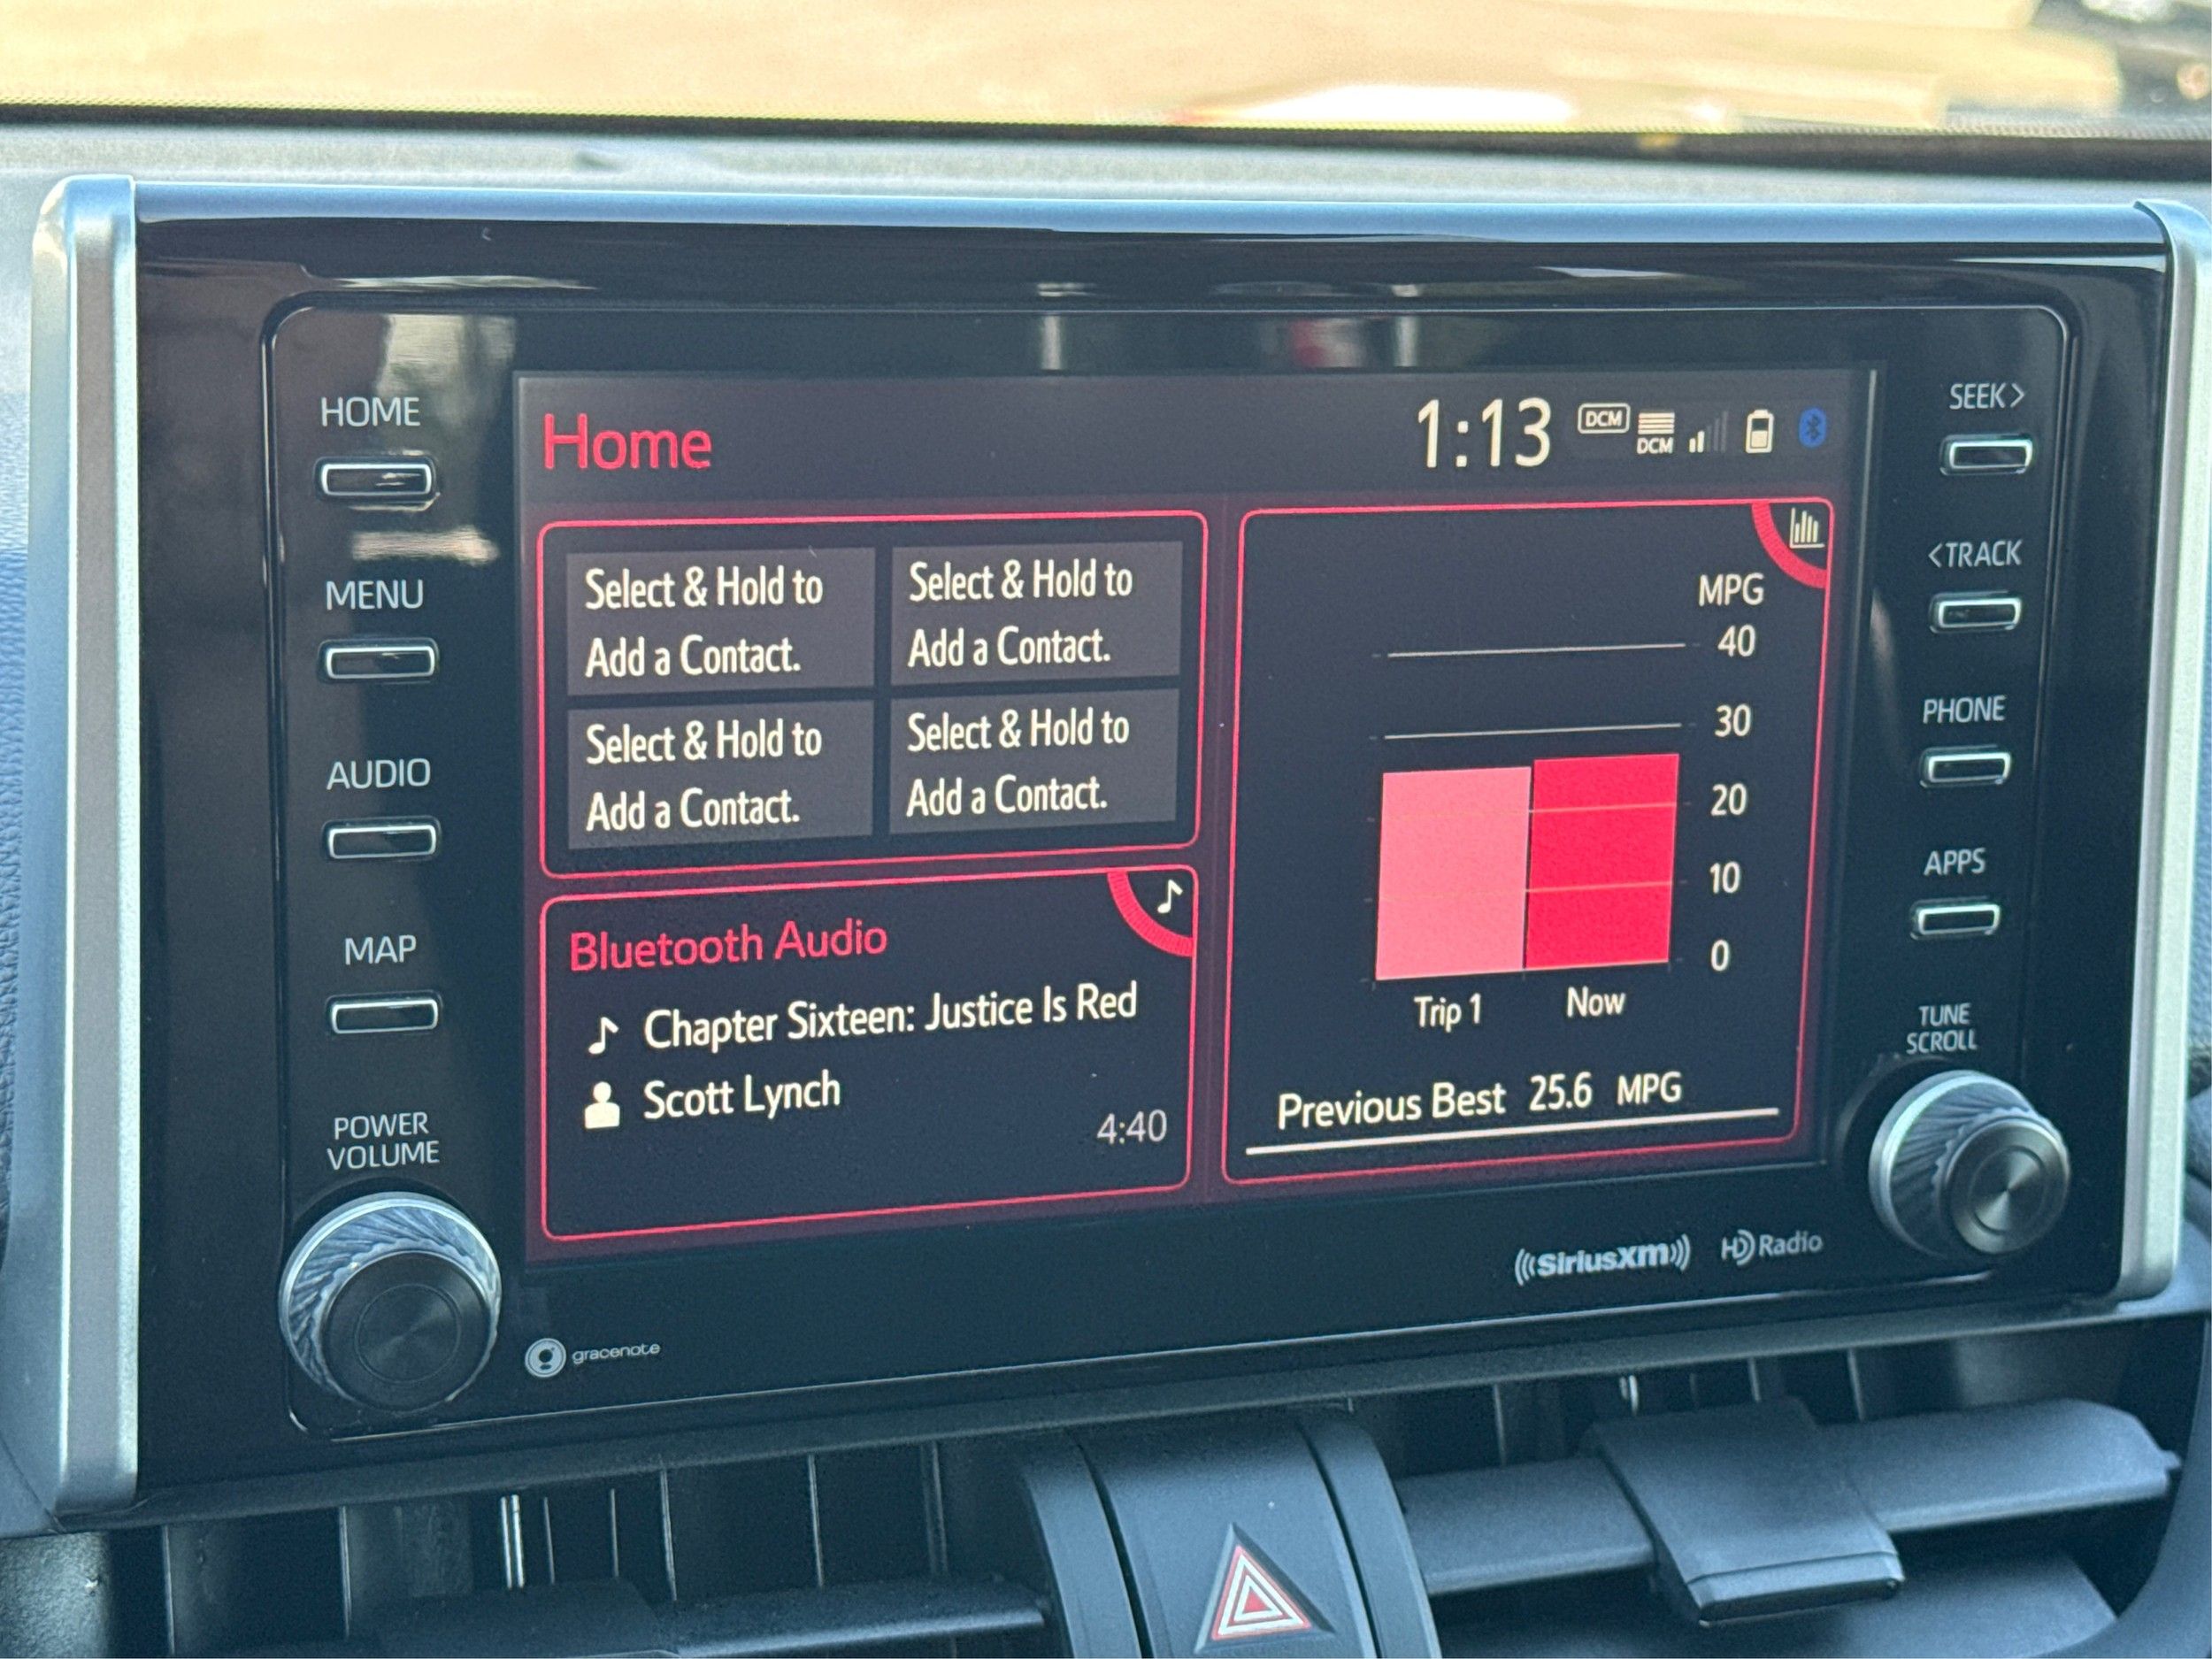 HOME
MENU
AUDIO
MAP
POWER
VOLUME
Home
1:13
DCM
DCM
Select & Hold to
Add a Contact.
Select & Hold to
Add a Contact.
Select & Hold to
Add a Contact.
Select & Hold to
Add a Contact.
Bluetooth Audio
Chapter Sixteen: Justice Is Red
Scott Lynch
4:40
MPG
40
30
20
10
0
Trip 1
Now
Previous Best 25.6 MPG
SEEK>
<TRACK
PHONE
APPS
TUNE
SCROLL
gracenote
SiriusXM
HD Radio